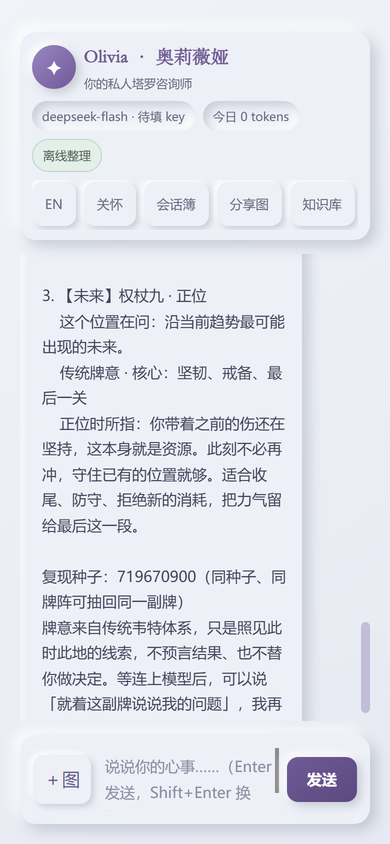 Olivia · 奥莉薇娅
你的私人塔罗咨询师
deepseek-flash · 待填 key
今日 0 tokens
离线整理
EN
关怀
会话簿
分享图
知识库
3. 【未来】权杖九 · 正位
这个位置在问：沿当前趋势最可能
出现的未来。
传统牌意 · 核心：坚韧、戒备、最
后一关
正位时所指：你带着之前的伤还在
坚持，这本身就是资源。此刻不必再
冲，守住已有的位置就够。适合收
尾、防守、拒绝新的消耗，把力气留
给最后这一段。
复现种子：719670900（同种子、同
牌阵可抽回同一副牌）
牌意来自传统韦特体系，只是照见此
时此地的线索，不预言结果、也不替
你做决定。等连上模型后，可以说
「就着这副牌说说我的问题」，我再
+ 图
说说你的心事……（Enter
发送，Shift+Enter 换
发送